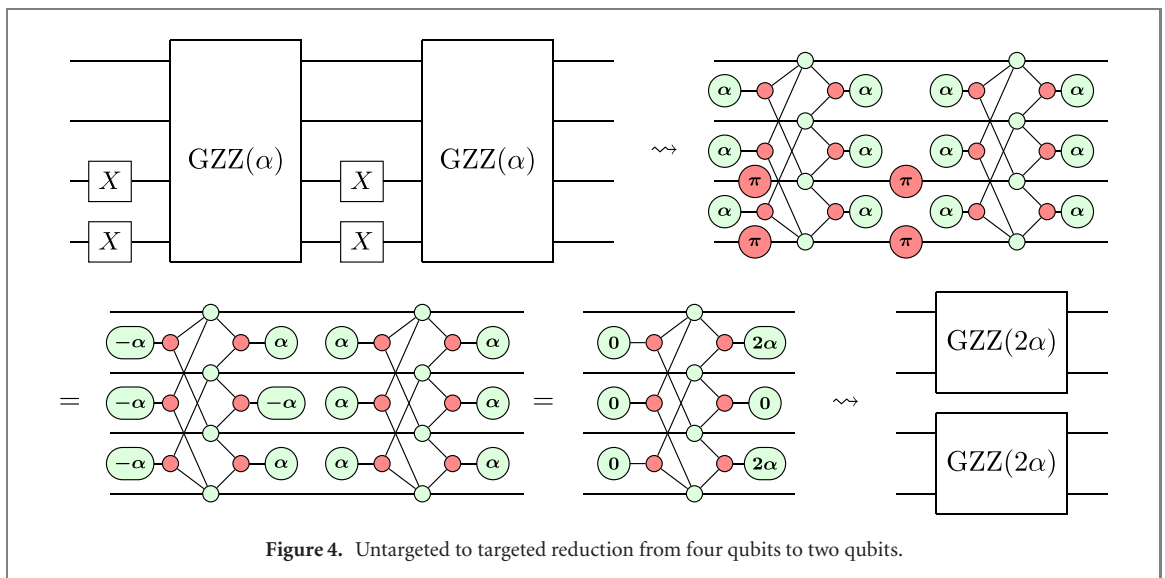 GZZ(α) GZZ(α)
X X
X X
⇝
α α α α
α α α α
π π
α α α α
π π
= −α α α α
−α −α α α
−α α α α
= 0 2α
0 0
0 2α
⇝
GZZ(2α)
GZZ(2α)
Figure 4. Untargeted to targeted reduction from four qubits to two qubits.